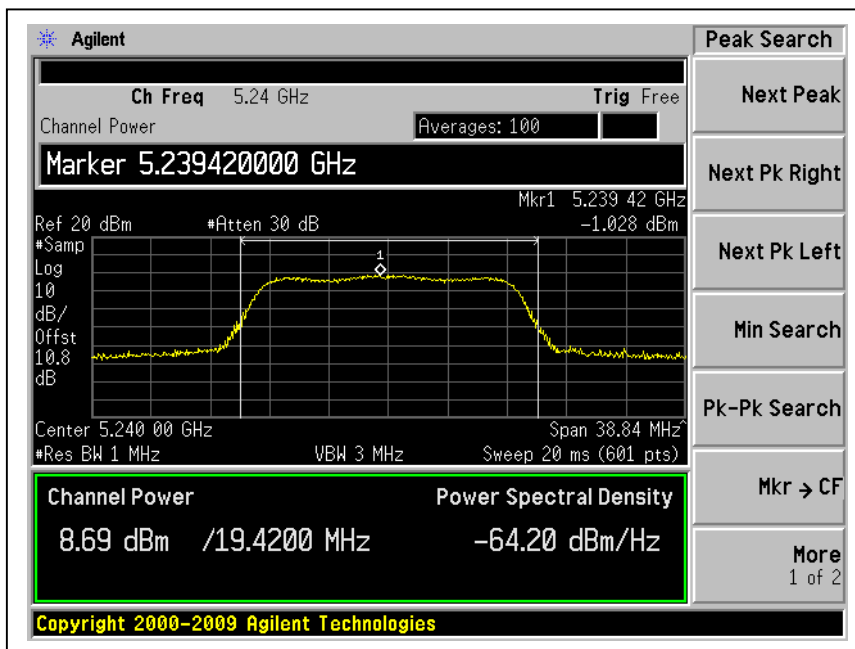 Agilent
Peak Search
Ch Freq 5.24 GHz Trig Free
Channel Power Averages: 100
Marker 5.239420000 GHz
Mkr1 5.239 42 GHz
Ref 20 dBm #Atten 30 dB -1.028 dBm
#Samp
Log
10
dB/
Offst
10.8
dB
1
Center 5.240 00 GHz Span 38.84 MHz^
#Res BW 1 MHz VBW 3 MHz Sweep 20 ms (601 pts)
Channel Power Power Spectral Density
8.69 dBm /19.4200 MHz -64.20 dBm/Hz
Next Peak
Next Pk Right
Next Pk Left
Min Search
Pk-Pk Search
Mkr → CF
More
1 of 2
Copyright 2000-2009 Agilent Technologies